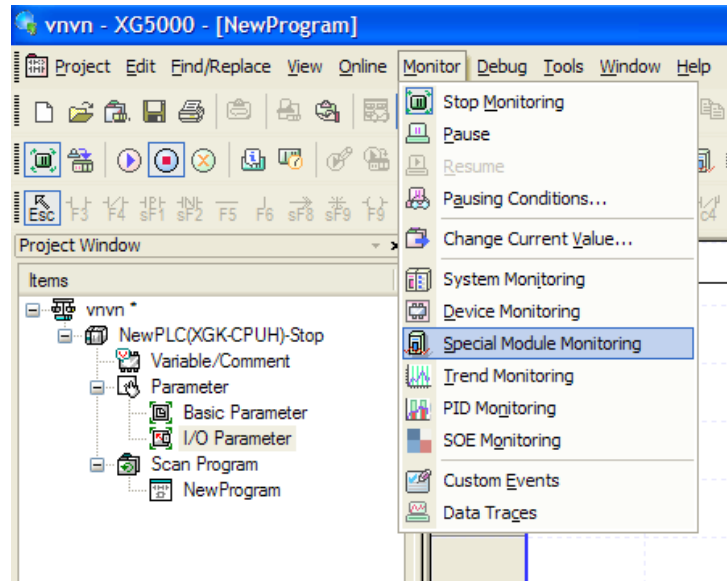 vnvn - XG5000 - [NewProgram]
Project Edit Find/Replace View Online Monitor Debug Tools Window Help
Stop Monitoring
Pause
Resume
Pausing Conditions...
Change Current Value...
System Monitoring
Device Monitoring
Special Module Monitoring
Trend Monitoring
PID Monitoring
SOE Monitoring
Custom Events
Data Traces
Esc F3 F4 sF1 sF2 F5 F6 sF8 sF9 F9 c4
Project Window
Items
vnvn *
NewPLC(XGK-CPUH)-Stop
Variable/Comment
Parameter
Basic Parameter
I/O Parameter
Scan Program
NewProgram